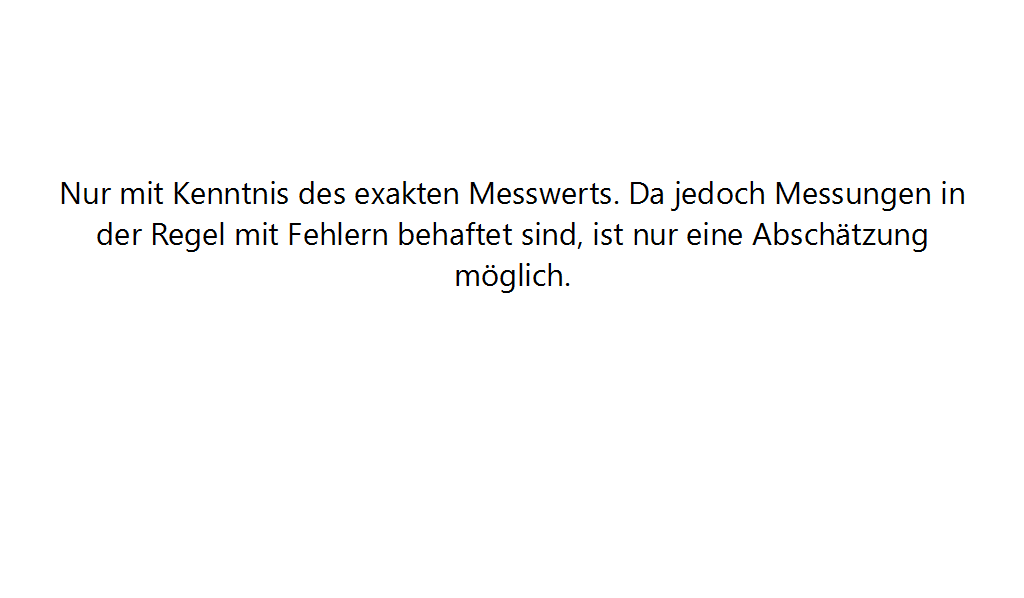 Nur mit Kenntnis des exakten Messwerts. Da jedoch Messungen in
der Regel mit Fehlern behaftet sind, ist nur eine Abschätzung
möglich.